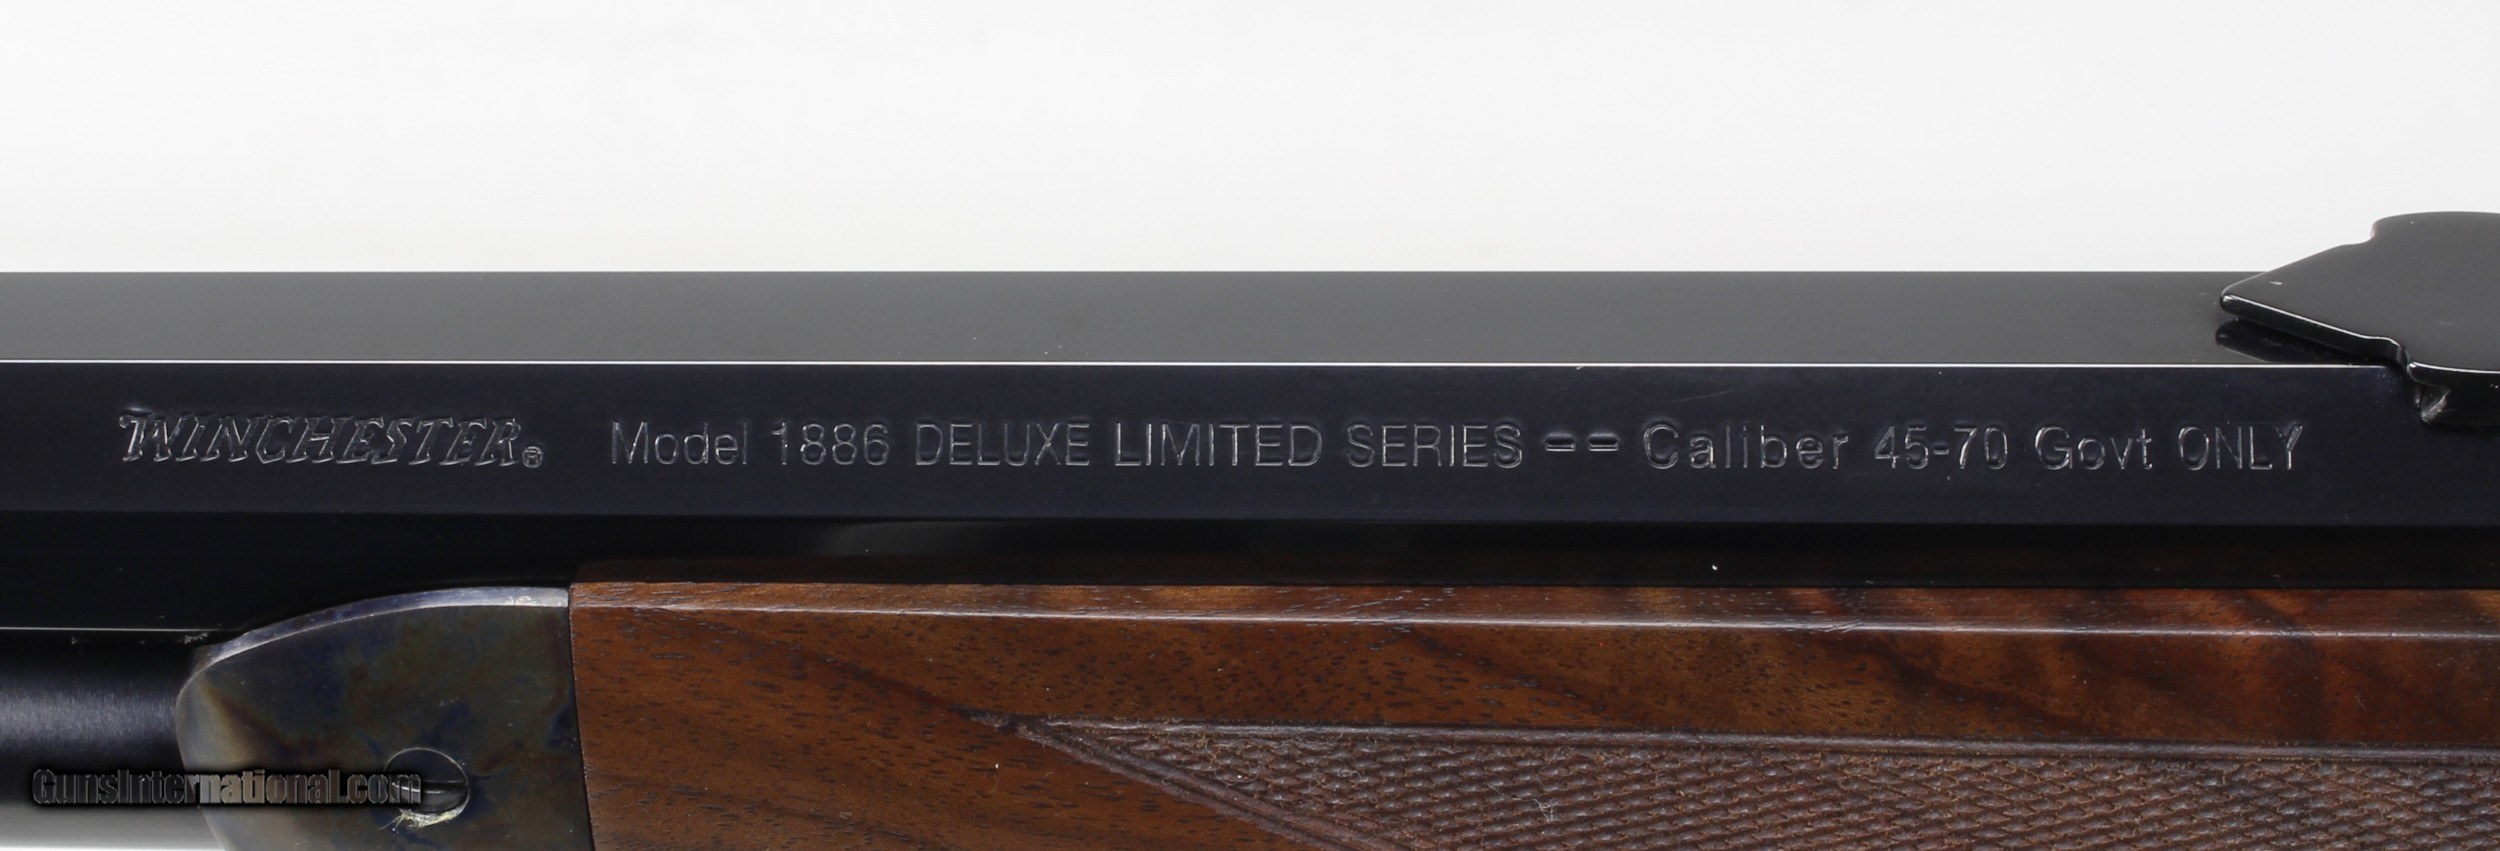 WINCHESTER® Model 1886 DELUXE LIMITED SERIES == Caliber 45-70 Govt ONLY
GunsInternational.com